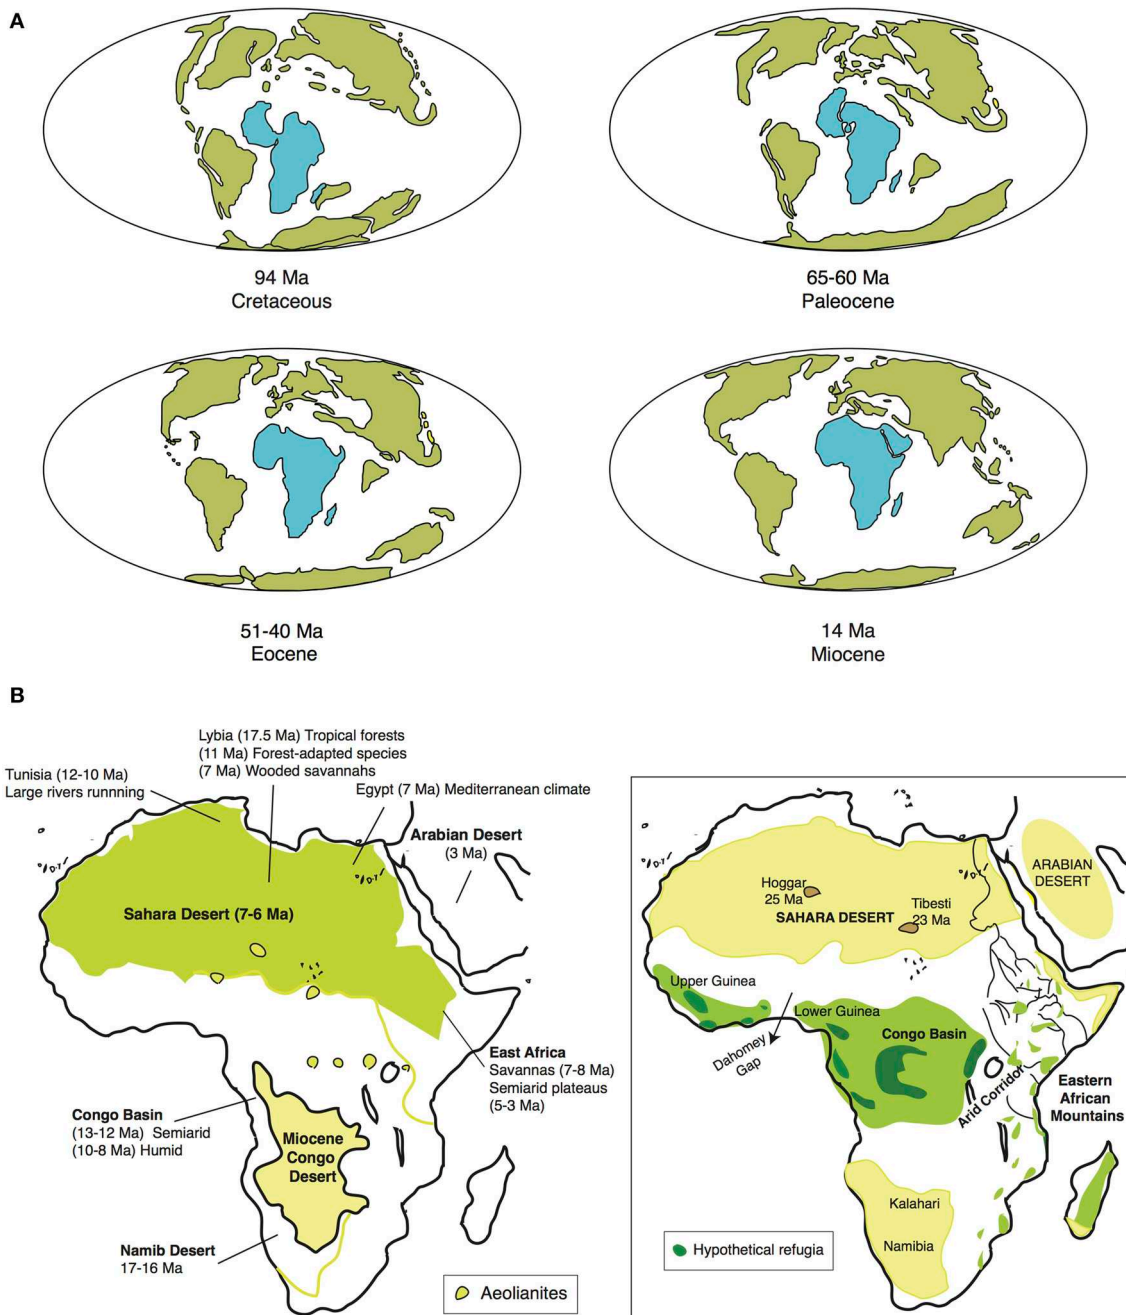 A
94 Ma
Cretaceous
65-60 Ma
Paleocene
51-40 Ma
Eocene
14 Ma
Miocene
B
Lybia (17.5 Ma) Tropical forests
(11 Ma) Forest-adapted species
(7 Ma) Wooded savannahs
Tunisia (12-10 Ma)
Large rivers runnning
Egypt (7 Ma) Mediterranean climate
Arabian Desert
(3 Ma)
Sahara Desert (7-6 Ma)
East Africa
Savannas (7-8 Ma)
Semiarid plateaus
(5-3 Ma)
Congo Basin
(13-12 Ma) Semiarid
(10-8 Ma) Humid
Miocene
Congo
Desert
Namib Desert
17-16 Ma
Aeolianites
ARABIAN
DESERT
Hoggar
25 Ma
Tibesti
23 Ma
SAHARA DESERT
Upper Guinea
Lower Guinea
Dahomey
Gap
Congo Basin
Arid Corridor
Eastern
African
Mountains
Kalahari
Namibia
Hypothetical refugia